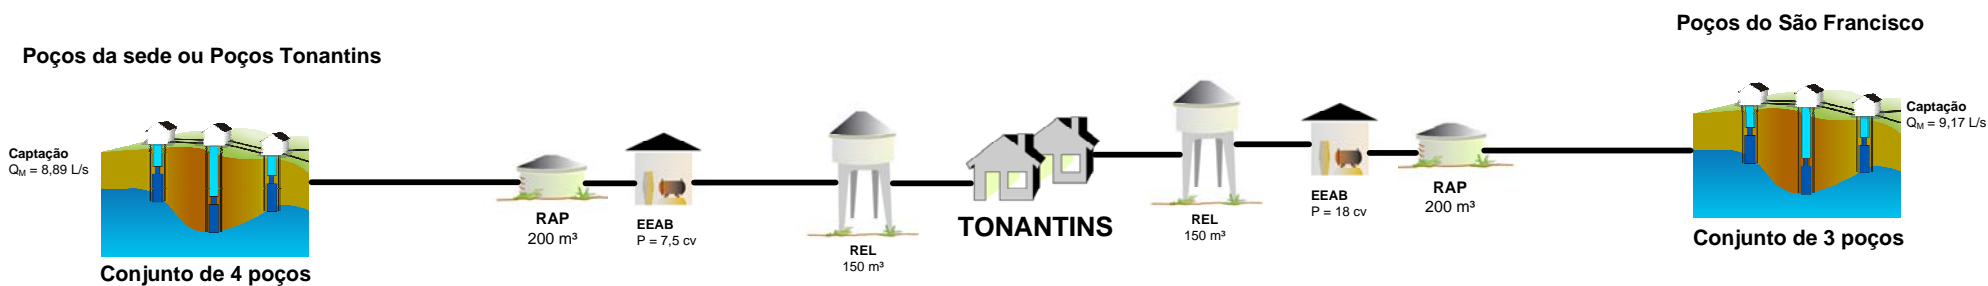 Poços da sede ou Poços Tonantins
Captação
Q_M = 8,89 L/s
Conjunto de 4 poços
RAP
200 m³
EEAB
P = 7,5 cv
REL
150 m³
TONANTINS
REL
150 m³
EEAB
P = 18 cv
RAP
200 m³
Poços do São Francisco
Captação
Q_M = 9,17 L/s
Conjunto de 3 poços